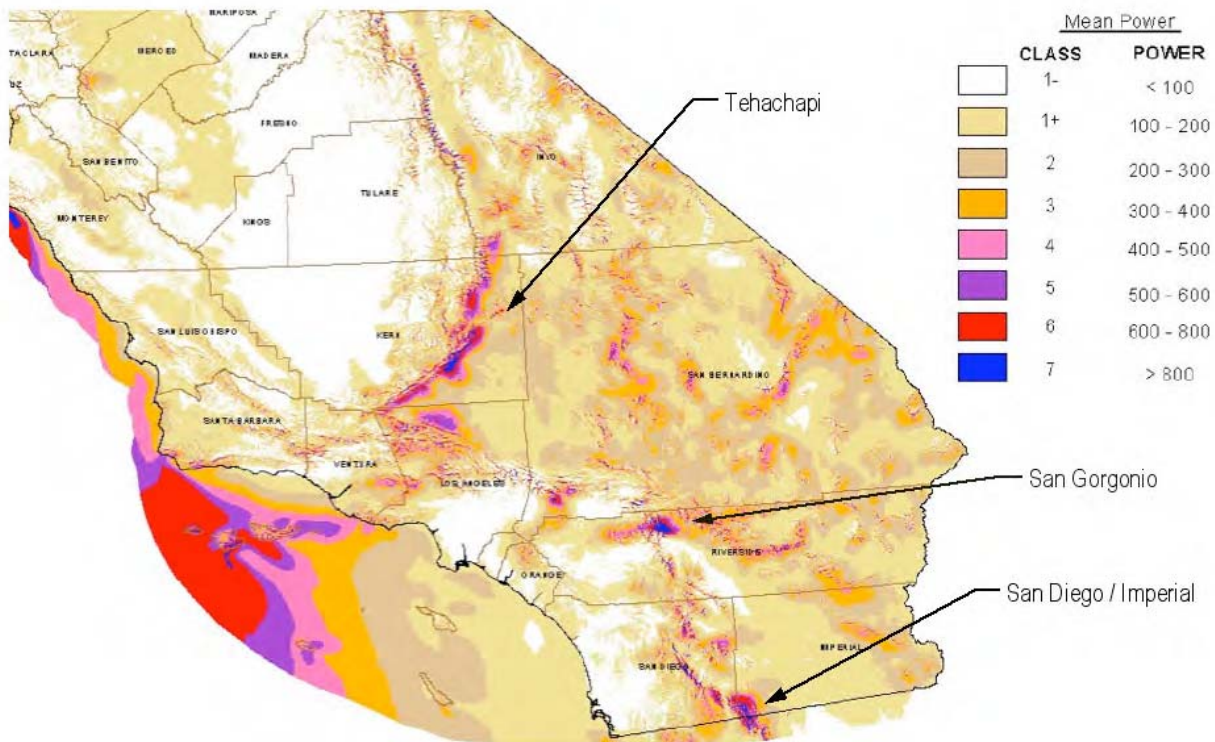 MARIPOSA
Mean Power
CLASS POWER
TACLARA
MERCED
MADERA
1- < 100
1+ 100 - 200
2 200 - 300
3 300 - 400
4 400 - 500
5 500 - 600
6 600 - 800
7 > 800
Tehachapi
FRESNO
SAN BENITO
INYO
TULARE
MONTEREY
KINGS
SAN LUIS OBISPO
KERN
SAN BERNARDINO
SANTA BARBARA
VENTURA
LOS ANGELES
San Gorgonio
RIVERSIDE
ORANGE
San Diego / Imperial
IMPERIAL
SAN DIEGO